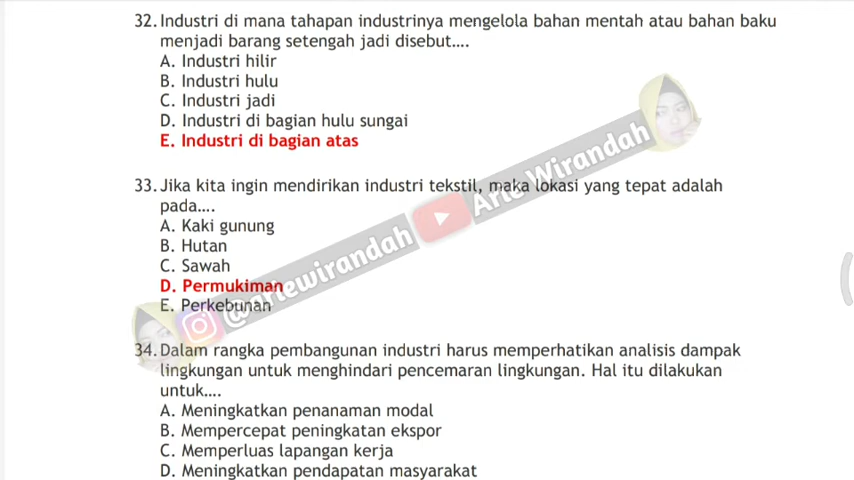 32. Industri di mana tahapan industrinya mengelola bahan mentah atau bahan baku
menjadi barang setengah jadi disebut....
A. Industri hilir
B. Industri hulu
C. Industri jadi
D. Industri di bagian hulu sungai
E. Industri di bagian atas
33. Jika kita ingin mendirikan industri tekstil, maka lokasi yang tepat adalah
pada....
A. Kaki gunung
B. Hutan
C. Sawah
D. Permukiman
E. Perkebunan
@ariewirandah
Arie Wirandah
34. Dalam rangka pembangunan industri harus memperhatikan analisis dampak
lingkungan untuk menghindari pencemaran lingkungan. Hal itu dilakukan
untuk....
A. Meningkatkan penanaman modal
B. Mempercepat peningkatan ekspor
C. Memperluas lapangan kerja
D. Meningkatkan pendapatan masyarakat